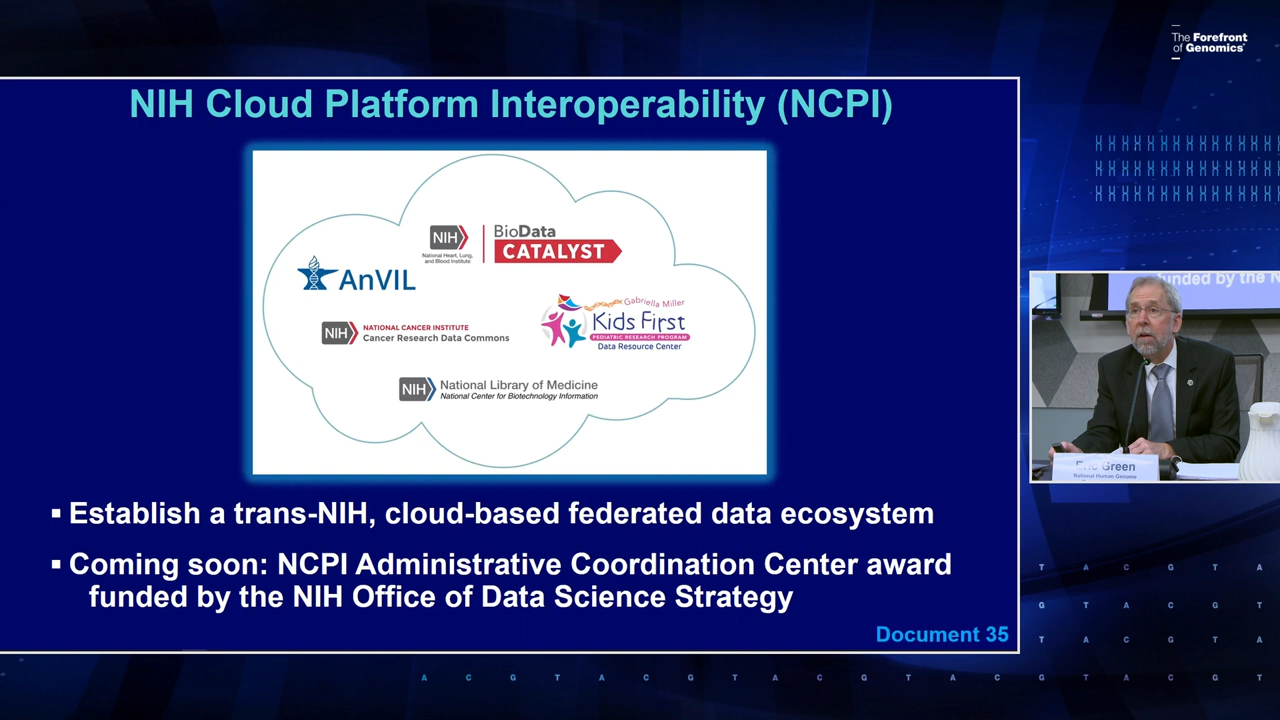 The Forefront
of Genomics®
NIH Cloud Platform Interoperability (NCPI)
NIH
National Heart, Lung,
and Blood Institute
BioData
CATALYST
AnVIL
Gabriella Miller
Kids First
PEDIATRIC RESEARCH PROGRAM
Data Resource Center
NIH
NATIONAL CANCER INSTITUTE
Cancer Research Data Commons
NIH
National Library of Medicine
National Center for Biotechnology Information
▪ Establish a trans-NIH, cloud-based federated data ecosystem
▪ Coming soon: NCPI Administrative Coordination Center award
funded by the NIH Office of Data Science Strategy
Document 35
funded by the N
Eric Green
National Human Genome
T A C G T A
G T A C G T
T A C G T A
A C G T A C G T A C G T A C G T A C G T